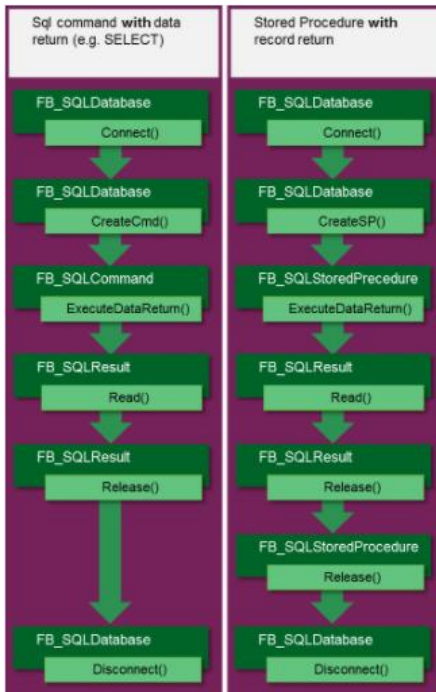 Sql command with data
return (e.g. SELECT)
FB_SQLDatabase
Connect()
FB_SQLDatabase
CreateCmd()
FB_SQLCommand
ExecuteDataReturn()
FB_SQLResult
Read()
FB_SQLResult
Release()
FB_SQLDatabase
Disconnect()
Stored Procedure with
record return
FB_SQLDatabase
Connect()
FB_SQLDatabase
CreateSP()
FB_SQLStoredPrecedure
ExecuteDataReturn()
FB_SQLResult
Read()
FB_SQLResult
Release()
FB_SQLStoredProcedure
Release()
FB_SQLDatabase
Disconnect()